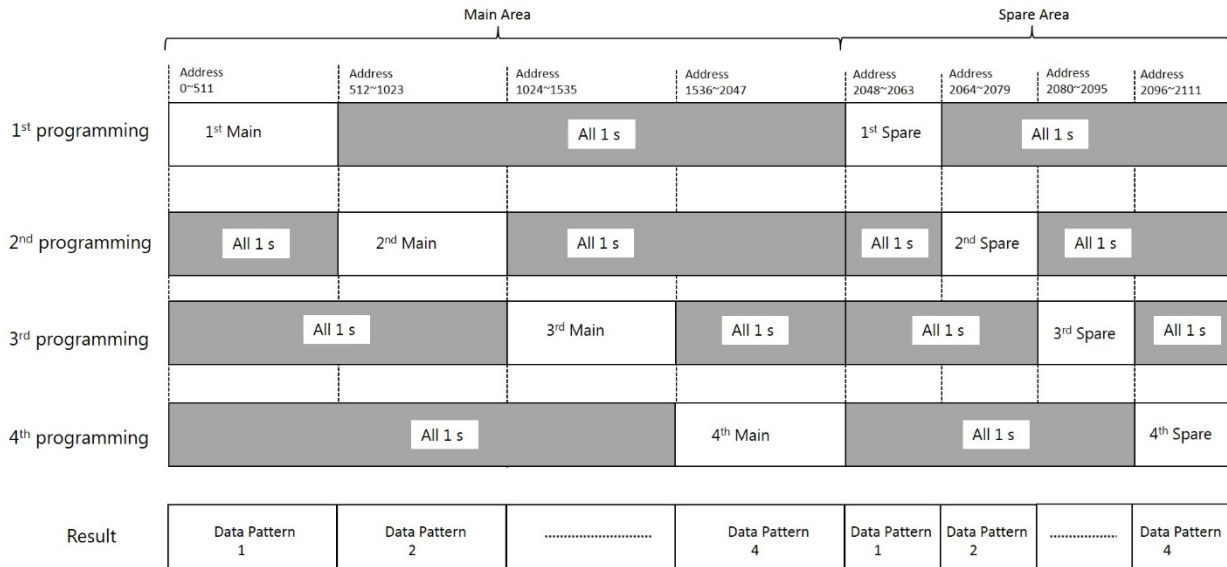 Main Area
Spare Area
Address
0~511
Address
512~1023
Address
1024~1535
Address
1536~2047
Address
2048~2063
Address
2064~2079
Address
2080~2095
Address
2096~2111
1st programming
1st Main
All 1 s
1st Spare
All 1 s
2nd programming
All 1 s
2nd Main
All 1 s
All 1 s
2nd Spare
All 1 s
3rd programming
All 1 s
3rd Main
All 1 s
All 1 s
3rd Spare
All 1 s
4th programming
All 1 s
4th Main
All 1 s
4th Spare
Result
Data Pattern
1
Data Pattern
2
............................
Data Pattern
4
Data Pattern
1
Data Pattern
2
................
Data Pattern
4